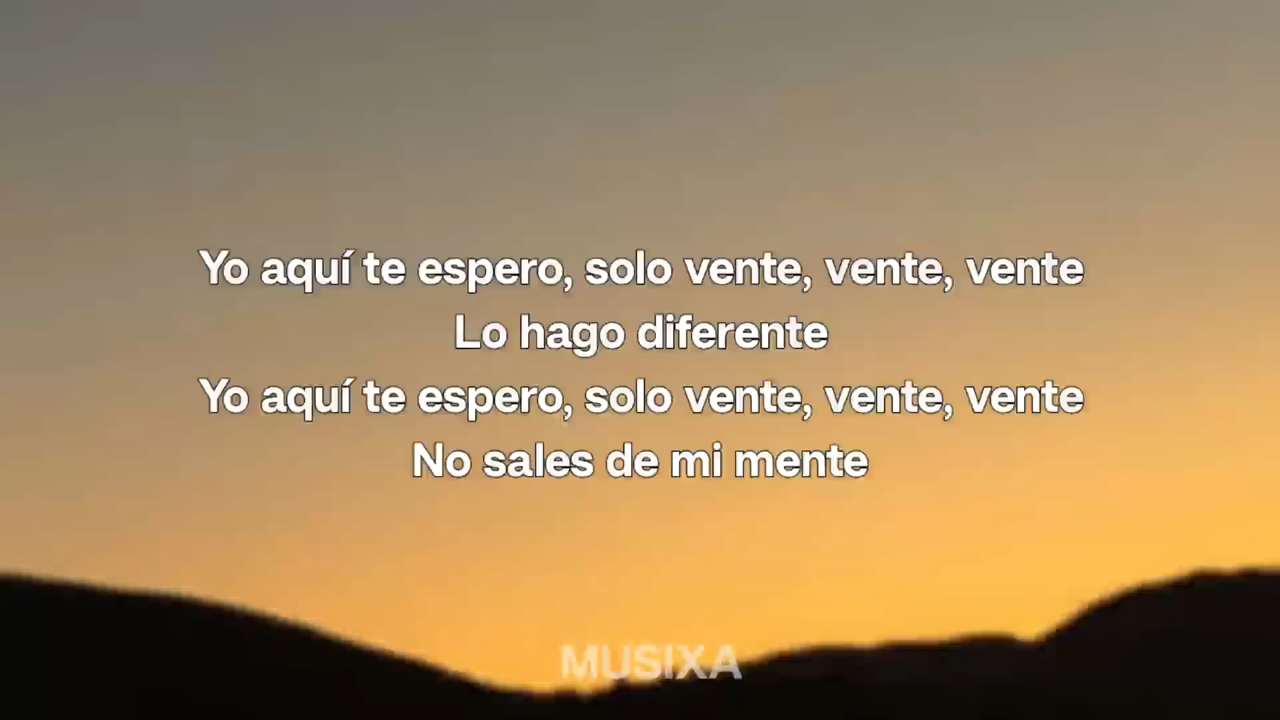 Yo aquí te espero, solo vente, vente, vente
Lo hago diferente
Yo aquí te espero, solo vente, vente, vente
No sales de mi mente
MUSIXA